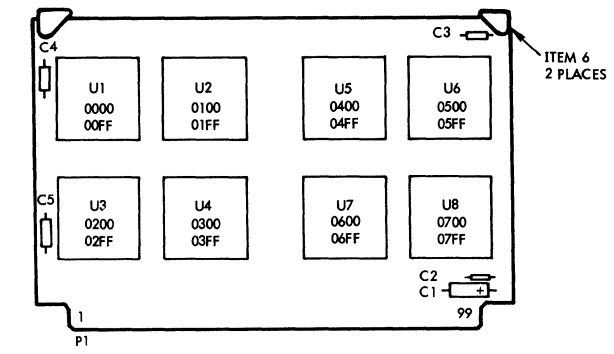 C4
C3
ITEM 6
2 PLACES
U1
0000
00FF
U2
0100
01FF
U5
0400
04FF
U6
0500
05FF
C5
U3
0200
02FF
U4
0300
03FF
U7
0600
06FF
U8
0700
07FF
C2
C1
+
1
99
P1